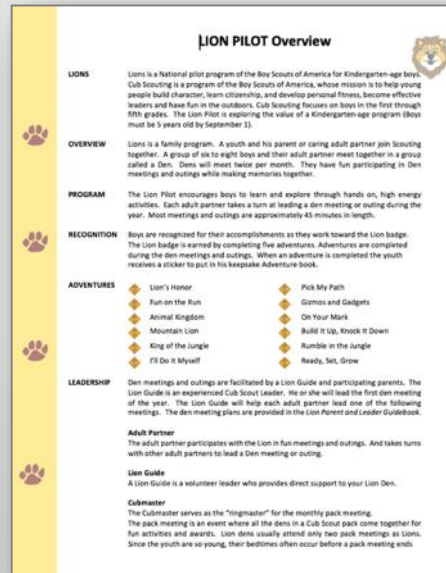 LION PILOT Overview
LIONS
Lions is a National pilot program of the Boy Scouts of America for Kindergarten-age boys.
Cub Scouting is a program of the Boy Scouts of America, whose mission is to help young
people build character, learn citizenship, and develop personal fitness, become effective
leaders and have fun in the outdoors. Cub Scouting focuses on boys in the first through
fifth grades. The Lion Pilot is exploring the value of a Kindergarten-age program (Boys
must be 5 years old by September 1).
OVERVIEW
Lions is a family program. A youth and his parent or caring adult partner join Scouting
together. A group of six to eight boys and their adult partner meet together in a group
called a Den. Dens will meet twice per month. They have fun participating in Den
meetings and outings while making memories together.
PROGRAM
The Lion Pilot encourages boys to learn and explore through hands on, high energy
activities. Each adult partner takes a turn at leading a den meeting or outing during the
year. Most meetings and outings are approximately 45 minutes in length.
RECOGNITION
Boys are recognized for their accomplishments as they work toward the Lion badge.
The Lion badge is earned by completing five adventures. Adventures are completed
during the den meetings and outings. When an adventure is completed the youth
receives a sticker to put in his keepsake Adventure book.
ADVENTURES
Lion's Honor
Fun on the Run
Animal Kingdom
Mountain Lion
King of the Jungle
I'll Do It Myself
Pick My Path
Gizmos and Gadgets
On Your Mark
Build It Up, Knock It Down
Rumble in the Jungle
Ready, Set, Grow
LEADERSHIP
Den meetings and outings are facilitated by a Lion Guide and participating parents. The
Lion Guide is an experienced Cub Scout Leader. He or she will lead the first den meeting
of the year. The Lion Guide will help each adult partner lead one of the following
meetings. The den meeting plans are provided in the Lion Parent and Leader Guidebook.
Adult Partner
The adult partner participates with the Lion in fun meetings and outings. And takes turns
with other adult partners to lead a Den meeting or outing.
Lion Guide
A Lion Guide is a volunteer leader who provides direct support to your Lion Den.
Cubmaster
The Cubmaster serves as the "ringmaster" for the monthly pack meeting.
The pack meeting is an event where all the dens in a Cub Scout pack come together for
fun activities and awards. Lion dens usually attend only two pack meetings as Lions.
Since the youth are so young, their bedtimes often occur before a pack meeting ends